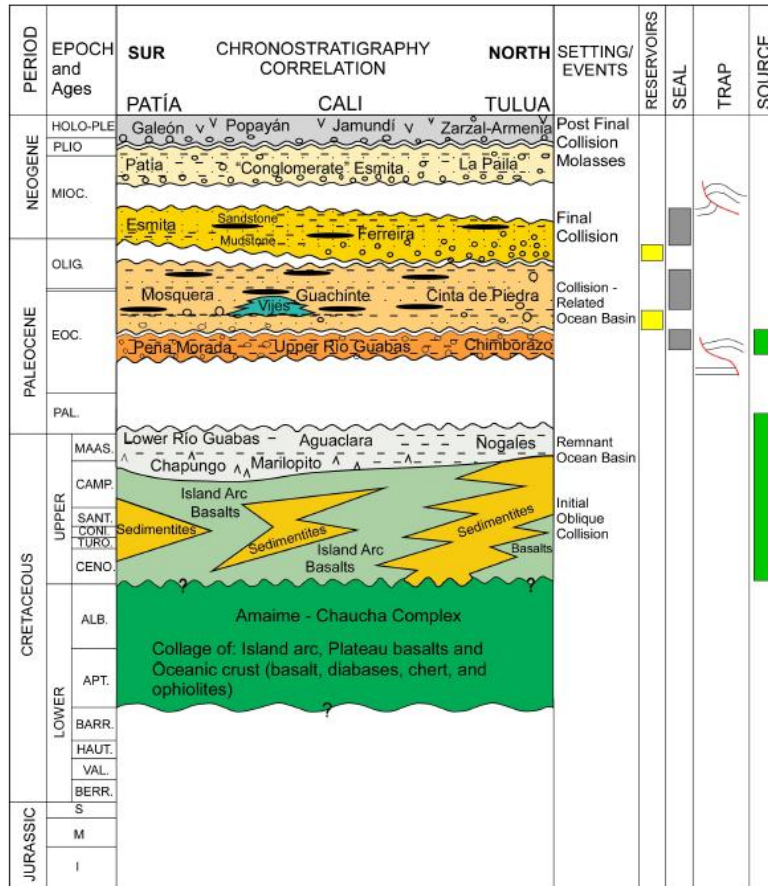 PERIOD
EPOCH
and
Ages
SUR
CHRONOSTRATIGRAPHY
CORRELATION
NORTH
PATÍA
CALI
TULUA
SETTING/
EVENTS
RESERVOIRS
SEAL
TRAP
SOURCE
NEOGENE
HOLO-PLE
PLIO
MIOC.
Galeón
Popayán
Jamundí
Zarzal-Armenia
Post Final
Collision
Molasses
Patía
"Conglomerate" Esmita
La Paila
Esmita
Sandstone
Mudstone
Ferreira
Final
Collision
PALEOCENE
OLIG.
EOC.
PAL.
Mosquera
Vijes
Guachinte
Cinta de Piedra
Collision -
Related
Ocean Basin
Peña Morada
Upper Río Guabas
Chimborazo
CRETACEOUS
UPPER
MAAS.
CAMP.
SANT.
CONI.
TURO.
CENO.
Lower Río Guabas
Aguaclara
Nogales
Chapungo
Marilopito
Remnant
Ocean Basin
Island Arc
Basalts
Sedimentites
Sedimentites
Sedimentites
Island Arc
Basalts
Basalts
Initial
Oblique
Collision
? ?
LOWER
ALB.
APT.
BARR.
HAUT.
VAL.
BERR.
Amaime - Chaucha Complex
Collage of: Island arc, Plateau basalts and
Oceanic crust (basalt, diabases, chert, and
ophiolites)
?
JURASSIC
S
M
I